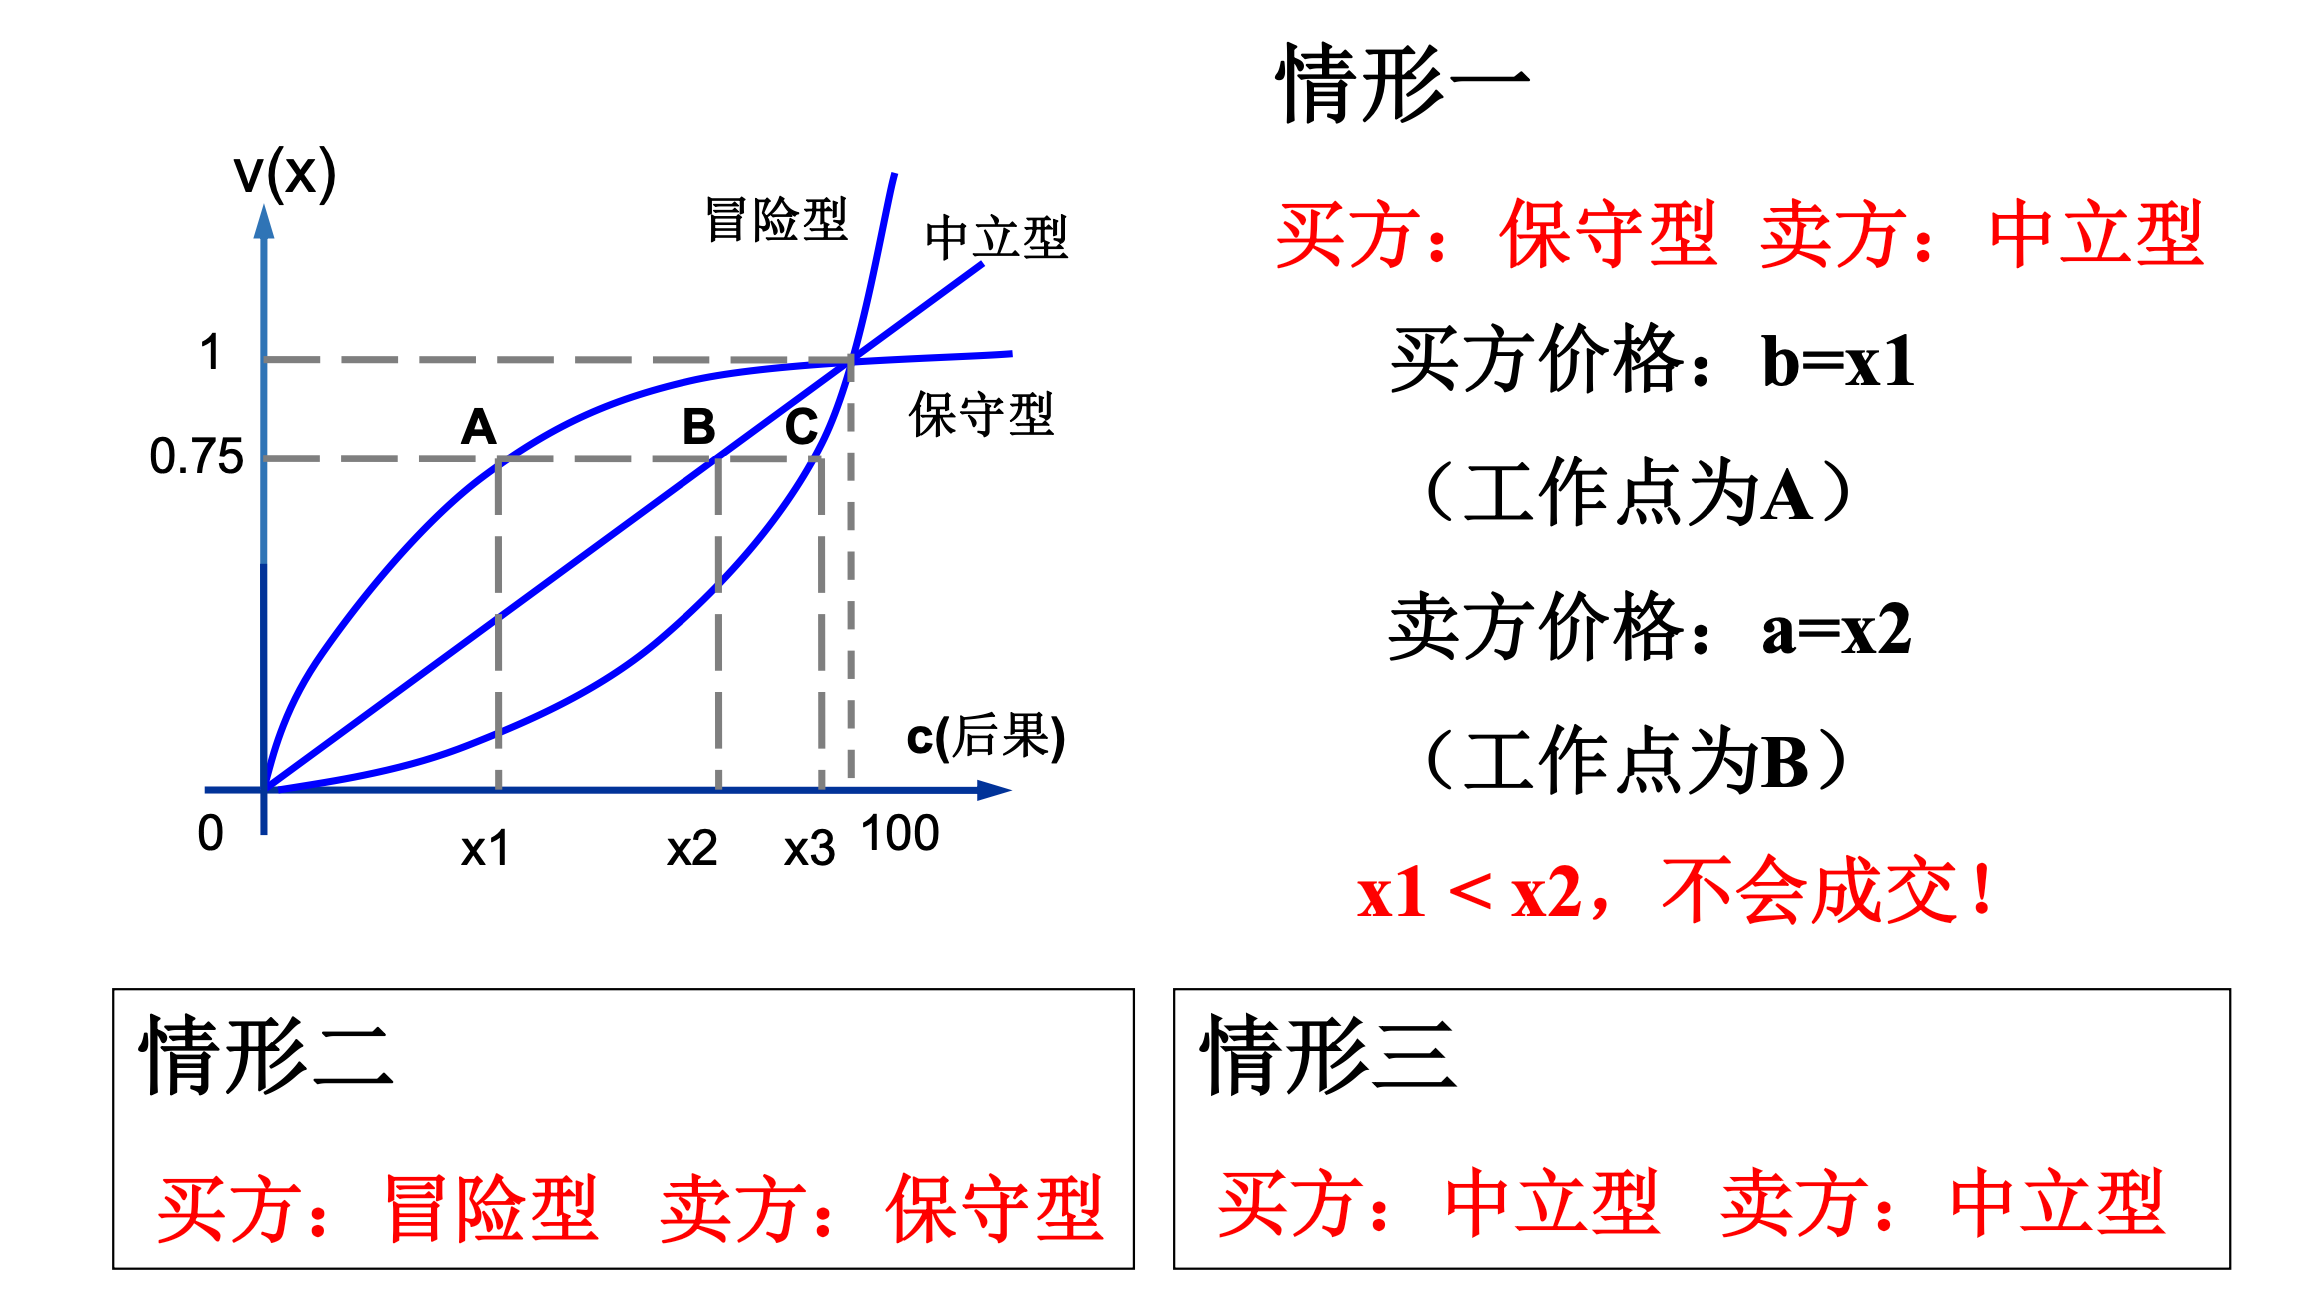 情形一
v(x)
冒险型
中立型
买方：保守型 卖方：中立型
1
买方价格：b=x1
保守型
A B C
0.75
（工作点为A）
卖方价格：a=x2
c(后果)
（工作点为B）
0 x1 x2 x3 100
x1 < x2，不会成交！
情形二
买方：冒险型 卖方：保守型
情形三
买方：中立型 卖方：中立型